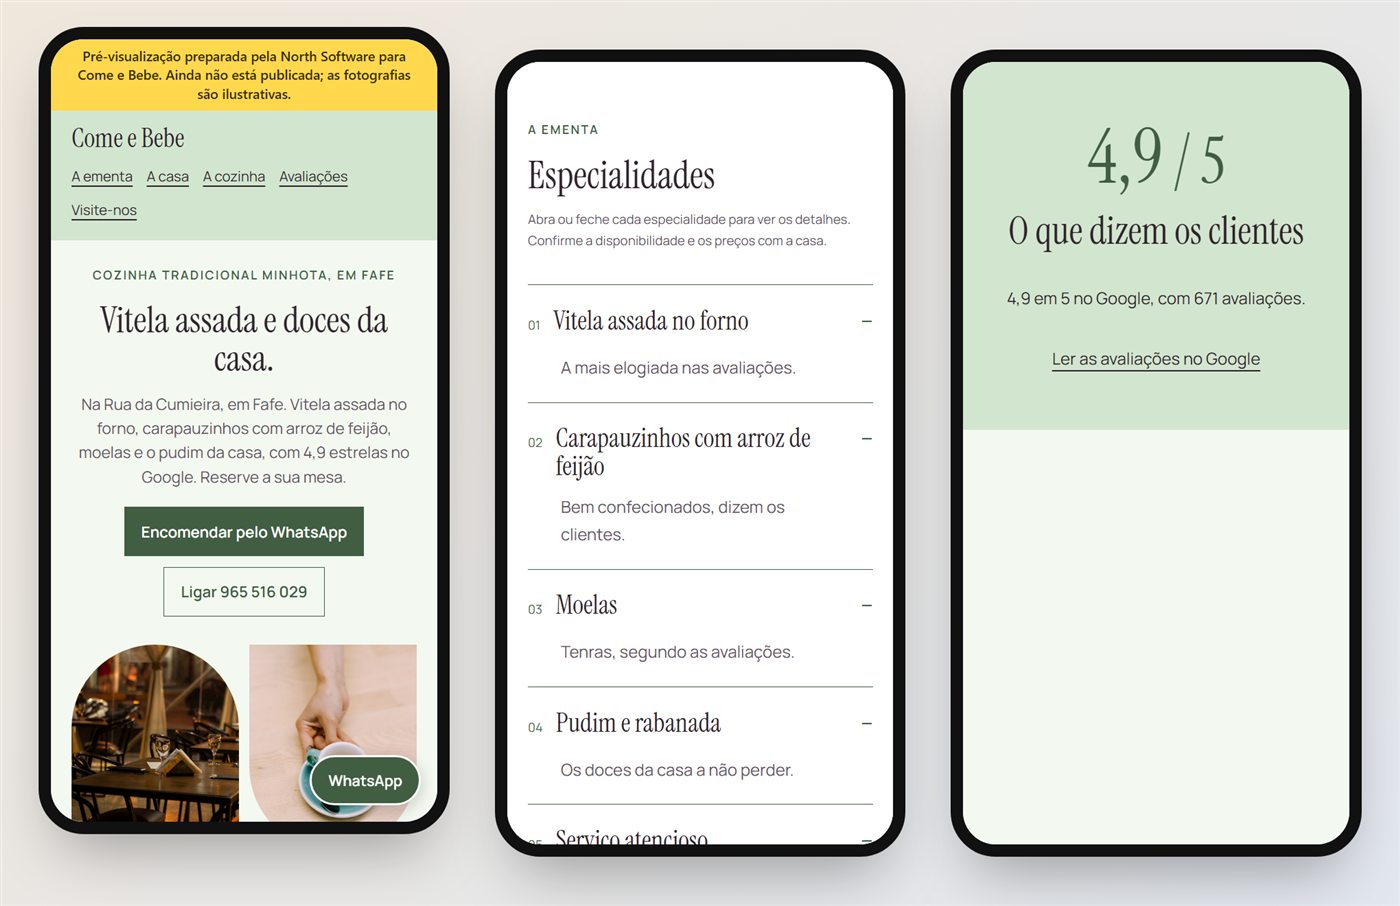 Pré-visualização preparada pela North Software para
Come e Bebe. Ainda não está publicada; as fotografias
são ilustrativas.
Come e Bebe
A ementa A casa A cozinha Avaliações
Visite-nos
COZINHA TRADICIONAL MINHOTA, EM FAFE
Vitela assada e doces da
casa.
Na Rua da Cumieira, em Fafe. Vitela assada no
forno, carapauzinhos com arroz de feijão,
moelas e o pudim da casa, com 4,9 estrelas no
Google. Reserve a sua mesa.
Encomendar pelo WhatsApp
Ligar 965 516 029
WhatsApp
A EMENTA
Especialidades
Abra ou feche cada especialidade para ver os detalhes.
Confirme a disponibilidade e os preços com a casa.
01 Vitela assada no forno
A mais elogiada nas avaliações.
02 Carapauzinhos com arroz de
feijão
Bem confecionados, dizem os
clientes.
03 Moelas
Tenras, segundo as avaliações.
04 Pudim e rabanada
Os doces da casa a não perder.
05 Serviço atencioso
4,9 / 5
O que dizem os clientes
4,9 em 5 no Google, com 671 avaliações.
Ler as avaliações no Google